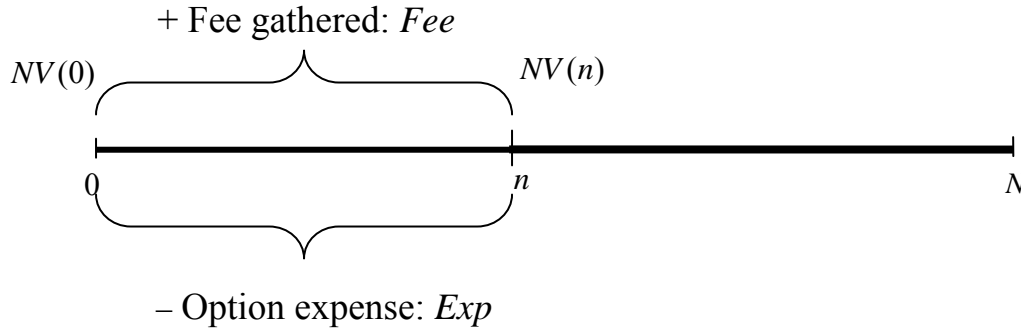 + Fee gathered: Fee
NV(0)
NV(n)
0
n
N
– Option expense: Exp